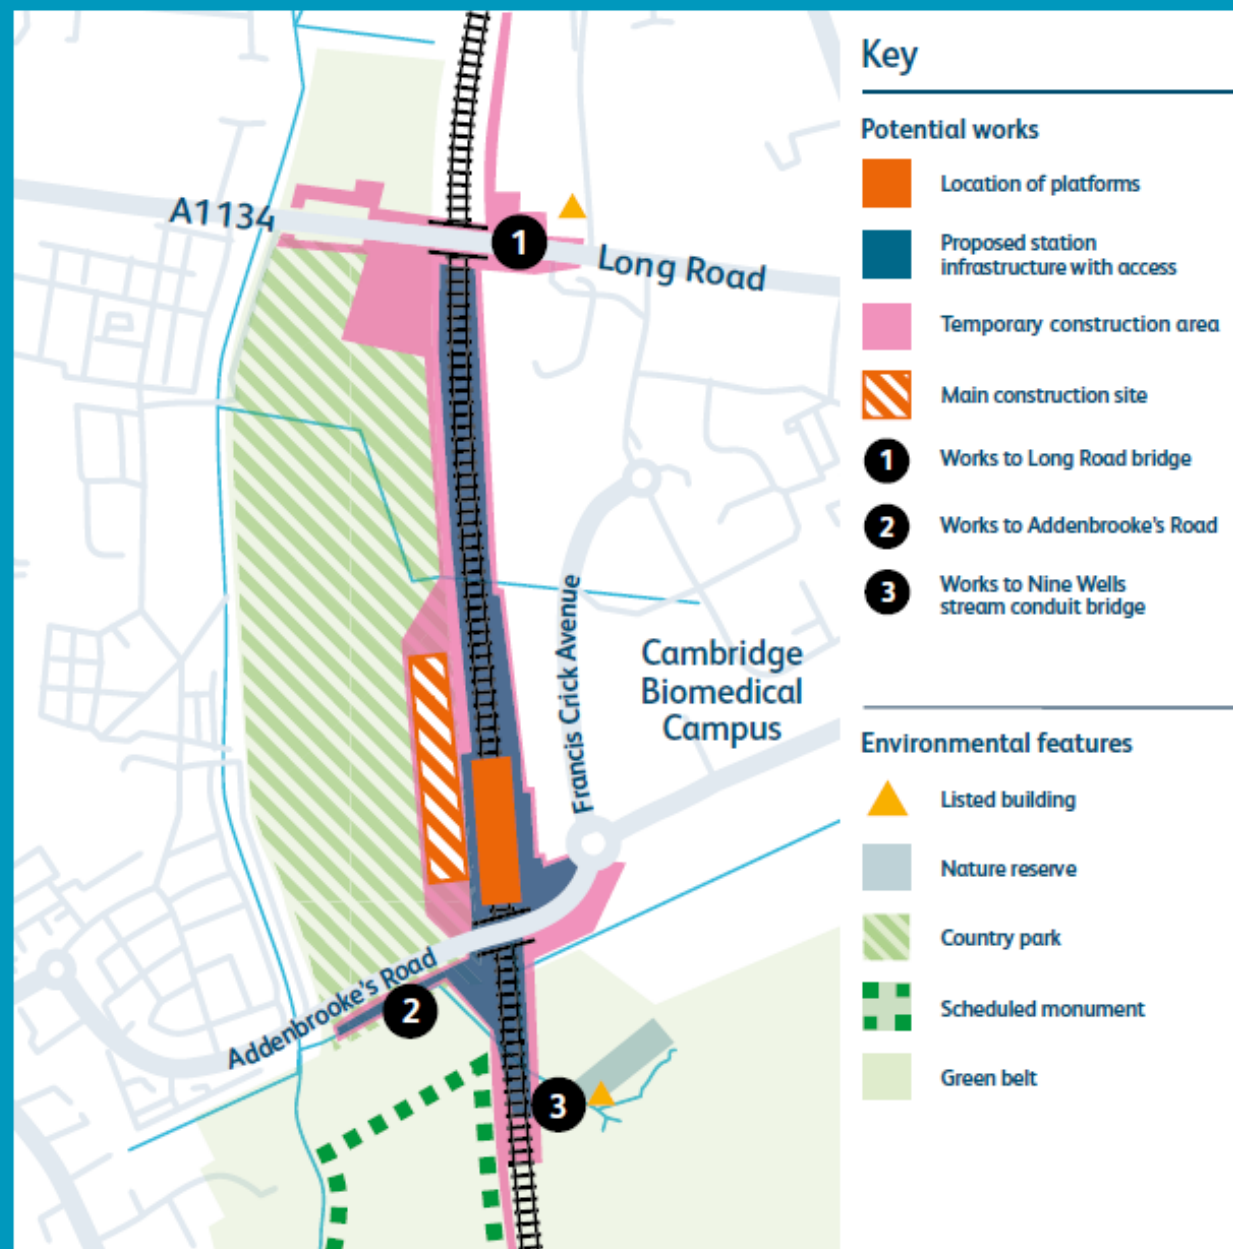 A1134
1
Long Road
Francis Crick Avenue
Cambridge
Biomedical
Campus
Addenbrooke's Road
2
3
Key
Potential works
Location of platforms
Proposed station
infrastructure with access
Temporary construction area
Main construction site
1 Works to Long Road bridge
2 Works to Addenbrooke's Road
3 Works to Nine Wells
stream conduit bridge
Environmental features
Listed building
Nature reserve
Country park
Scheduled monument
Green belt